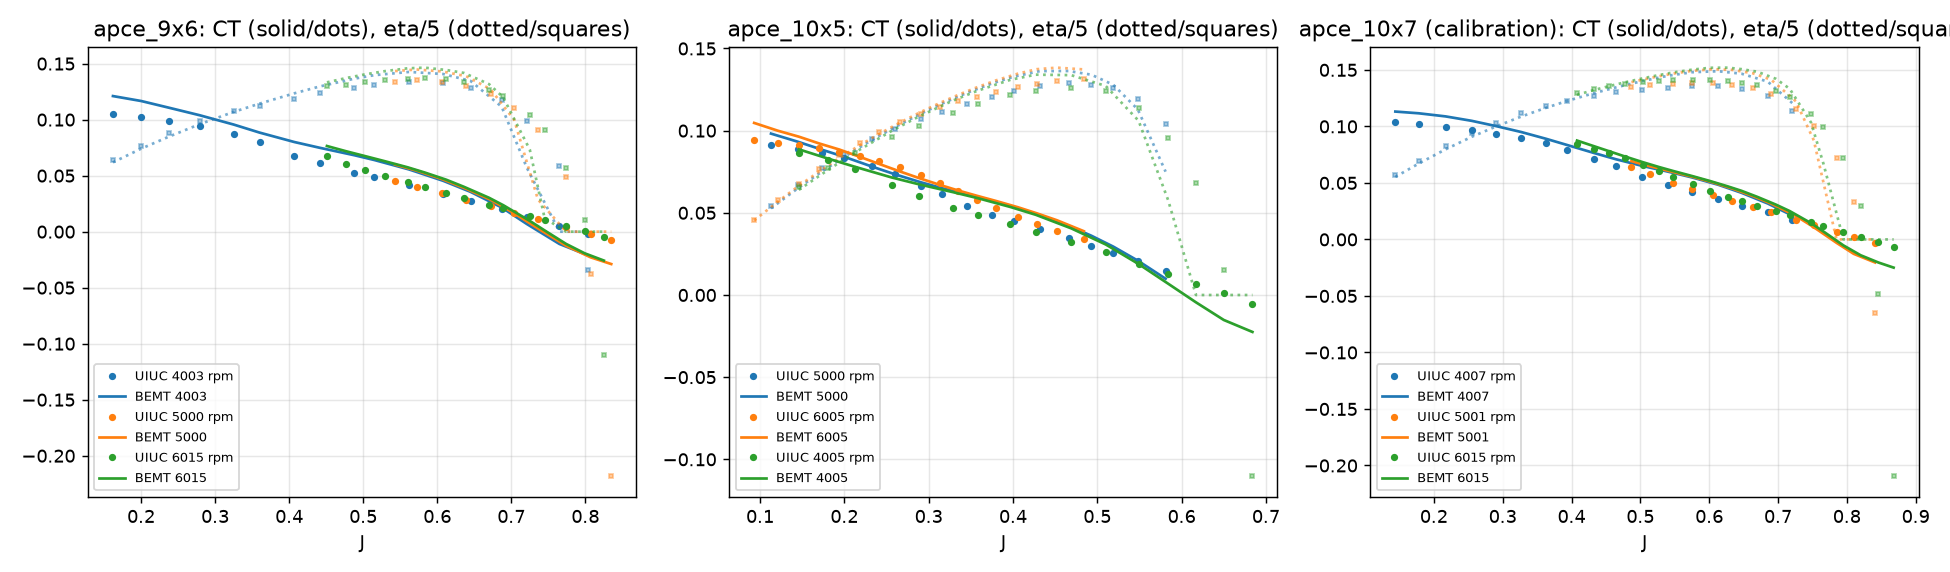 apce_9x6: CT (solid/dots), eta/5 (dotted/squares)
0.15
0.10
0.05
0.00
−0.05
−0.10
−0.15
−0.20
0.2
0.3
0.4
0.5
0.6
0.7
0.8
J
UIUC 4003 rpm
BEMT 4003
UIUC 5000 rpm
BEMT 5000
UIUC 6015 rpm
BEMT 6015
apce_10x5: CT (solid/dots), eta/5 (dotted/squares)
0.15
0.10
0.05
0.00
−0.05
−0.10
0.1
0.2
0.3
0.4
0.5
0.6
0.7
J
UIUC 5000 rpm
BEMT 5000
UIUC 6005 rpm
BEMT 6005
UIUC 4005 rpm
BEMT 4005
apce_10x7 (calibration): CT (solid/dots), eta/5 (dotted/squar
0.15
0.10
0.05
0.00
−0.05
−0.10
−0.15
−0.20
0.2
0.3
0.4
0.5
0.6
0.7
0.8
0.9
J
UIUC 4007 rpm
BEMT 4007
UIUC 5001 rpm
BEMT 5001
UIUC 6015 rpm
BEMT 6015